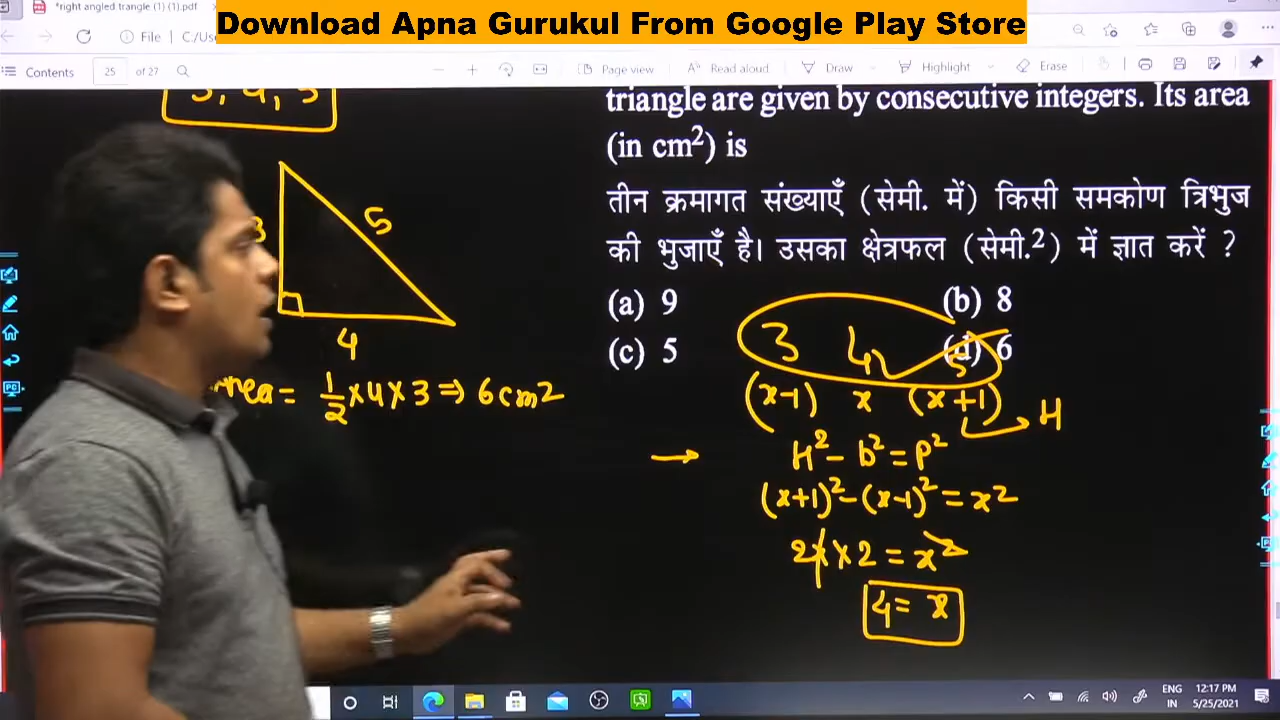 *right angled trangle (1) (1).pdf
Download Apna Gurukul From Google Play Store
File
Contents 25 of 27 Page view Read aloud Draw Highlight Erase
triangle are given by consecutive integers. Its area
(in cm²) is
तीन क्रमागत संख्याएँ (सेमी. में) किसी समकोण त्रिभुज
की भुजाएँ है। उसका क्षेत्रफल (सेमी.²) में ज्ञात करें ?
(a) 9 (b) 8
(c) 5 (d) 6
3 4 5
(x-1) x (x+1) H
H² - b² = P²
(x+1)² - (x-1)² = x²
2x × 2 = x²
4 = x
3, 4, 5
3
5
4
Area = 1/2 × 4 × 3 ⇒ 6 cm²
ENG
IN
12:17 PM
5/25/2021